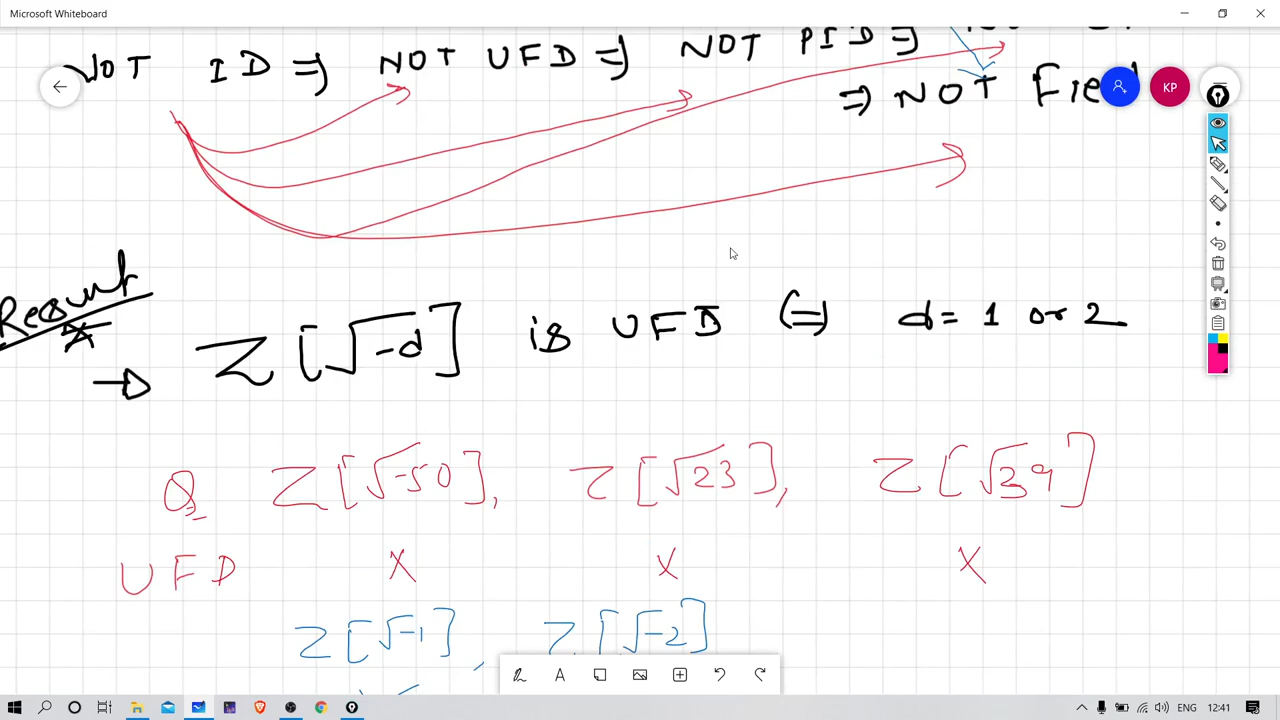 Microsoft Whiteboard
NOT ID ⇒ NOT UFD ⇒ NOT PID ⇒
⇒ NOT Fie
KP
Result
→ Z[√-d] is UFD ⇔ d = 1 or 2
Q Z[√-50], Z[√23], Z[√39]
UFD X X X
Z[√-1], Z[√-2]
ENG 12:41